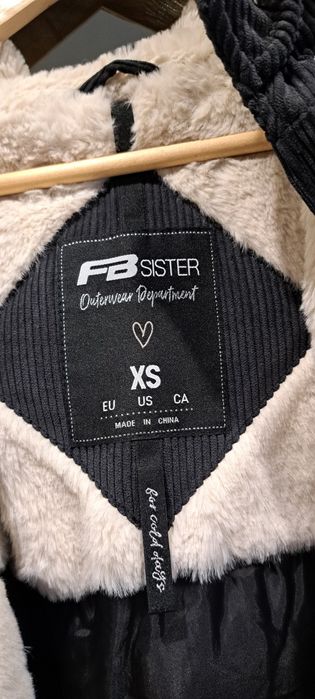 FB SISTER
Outerwear Department
XS
EU US CA
MADE IN CHINA
for cold days